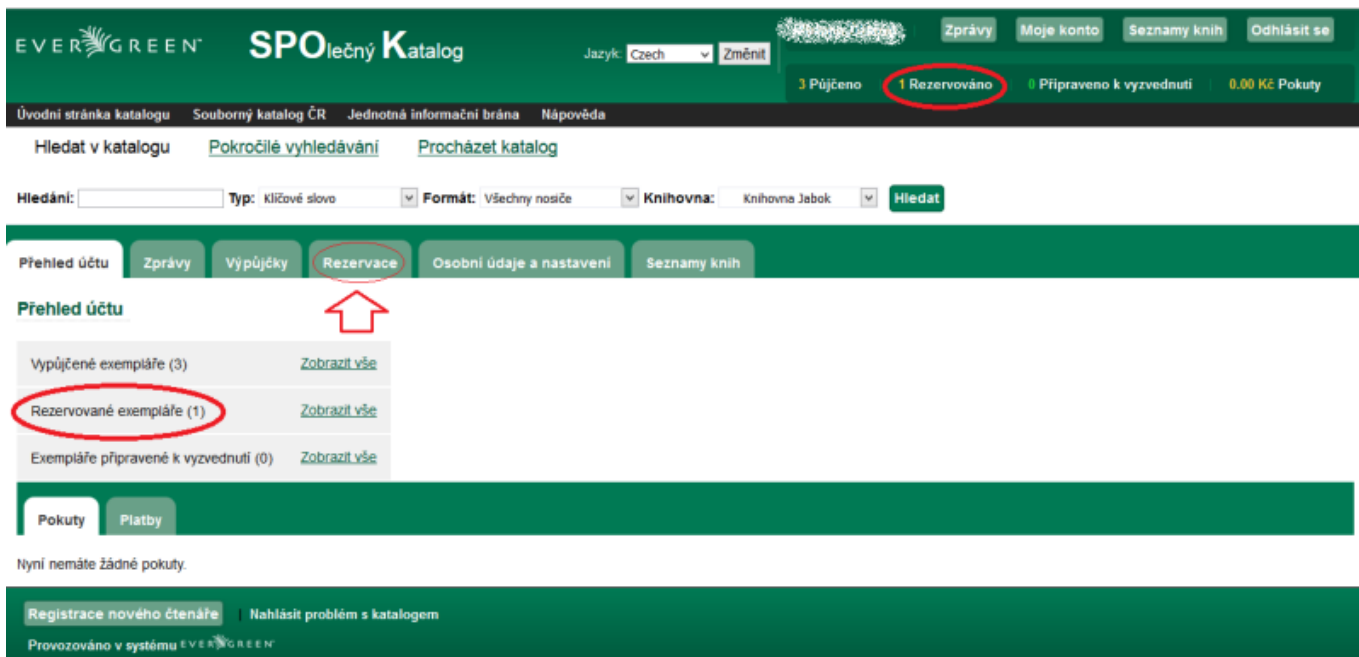 EVERGREEN SPOlečný Katalog
Jazyk: Czech Změnit
Zprávy Moje konto Seznamy knih Odhlásit se
3 Půjčeno 1 Rezervováno 0 Připraveno k vyzvednutí 0.00 Kč Pokuty
Úvodní stránka katalogu Souborný katalog ČR Jednotná informační brána Nápověda
Hledat v katalogu Pokročilé vyhledávání Procházet katalog
Hledání: Typ: Klíčové slovo Formát: Všechny nosiče Knihovna: Knihovna Jabok Hledat
Přehled účtu Zprávy Výpůjčky Rezervace Osobní údaje a nastavení Seznamy knih
Přehled účtu
Vypůjčené exempláře (3) Zobrazit vše
Rezervované exempláře (1) Zobrazit vše
Exempláře připravené k vyzvednutí (0) Zobrazit vše
Pokuty Platby
Nyní nemáte žádné pokuty.
Registrace nového čtenáře Nahlásit problém s katalogem
Provozováno v systému EVERGREEN